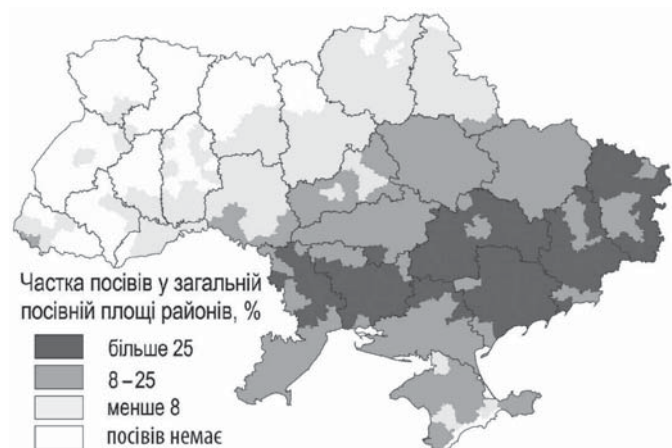 Частка посівів у загальній
посівній площі районів, %
більше 25
8–25
менше 8
посівів немає